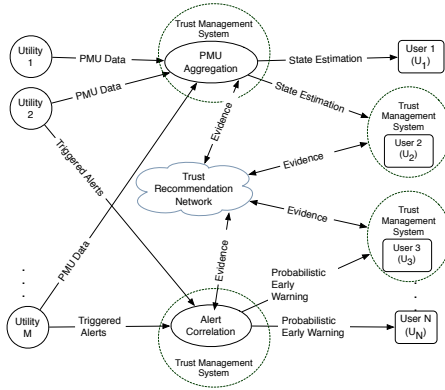 Trust Management
System
Utility
1
PMU Data
PMU
Aggregation
State Estimation
User 1
(U1)
Utility
2
PMU Data
State Estimation
Trust
Management
System
User 2
(U2)
Triggered Alerts
Evidence
Evidence
Trust
Recommendation
Network
PMU Data
Evidence
Evidence
Trust
Management
System
User 3
(U3)
Probabilistic
Early
Warning
. . .
. . .
Utility
M
Triggered
Alerts
Alert
Correlation
Probabilistic
Early Warning
User N
(UN)
Trust Management
System